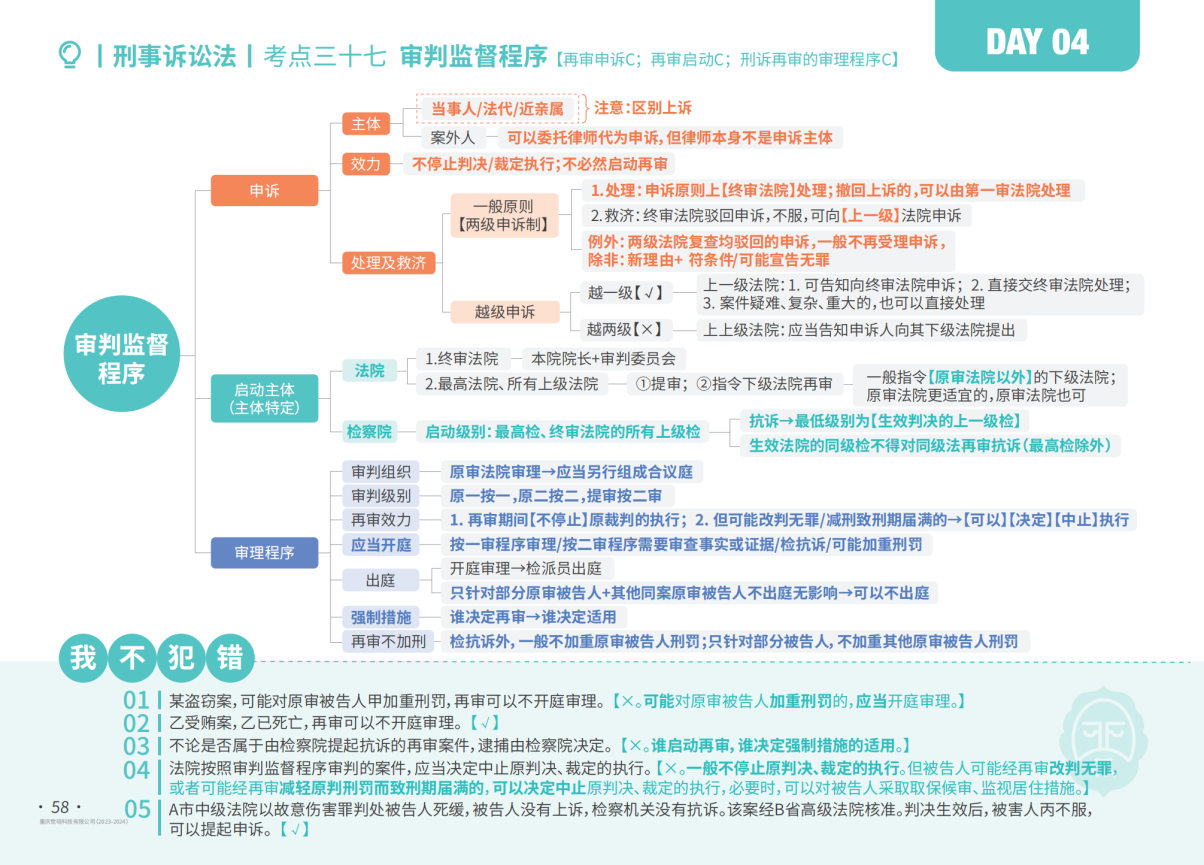 DAY 04
|刑事诉讼法|考点三十七 审判监督程序【再审申诉C；再审启动C；刑诉再审的审理程序C】
审判监督
程序
申诉
主体
当事人/法代/近亲属
注意：区别上诉
案外人
可以委托律师代为申诉，但律师本身不是申诉主体
效力
不停止判决/裁定执行；不必然启动再审
处理及救济
一般原则
【两级申诉制】
1.处理：申诉原则上【终审法院】处理；撤回上诉的，可以由第一审法院处理
2.救济：终审法院驳回申诉，不服，可向【上一级】法院申诉
例外：两级法院复查均驳回的申诉，一般不再受理申诉，
除非：新理由+ 符条件/可能宣告无罪
越级申诉
越一级【√】
上一级法院：1. 可告知向终审法院申诉；2. 直接交终审法院处理；
3. 案件疑难、复杂、重大的，也可以直接处理
越两级【×】
上上级法院：应当告知申诉人向其下级法院提出
启动主体
（主体特定）
法院
1.终审法院
本院院长+审判委员会
2.最高法院、所有上级法院
①提审；②指令下级法院再审
一般指令【原审法院以外】的下级法院；
原审法院更适宜的，原审法院也可
检察院
启动级别：最高检、终审法院的所有上级检
抗诉→最低级别为【生效判决的上一级检】
生效法院的同级检不得对同级法再审抗诉（最高检除外）
审理程序
审判组织
原审法院审理→应当另行组成合议庭
审判级别
原一按一，原二按二，提审按二审
再审效力
1. 再审期间【不停止】原裁判的执行；2. 但可能改判无罪/减刑致刑期届满的→【可以】【决定】【中止】执行
应当开庭
按一审程序审理/按二审程序需要审查事实或证据/检抗诉/可能加重刑罚
出庭
开庭审理→检派员出庭
只针对部分原审被告人+其他同案原审被告人不出庭无影响→可以不出庭
强制措施
谁决定再审→谁决定适用
再审不加刑
检抗诉外，一般不加重原审被告人刑罚；只针对部分被告人，不加重其他原审被告人刑罚
我不犯错
01 某盗窃案，可能对原审被告人甲加重刑罚，再审可以不开庭审理。【×。可能对原审被告人加重刑罚的，应当开庭审理。】
02 乙受贿案，乙已死亡，再审可以不开庭审理。【√】
03 不论是否属于由检察院提起抗诉的再审案件，逮捕由检察院决定。【×。谁启动再审，谁决定强制措施的适用。】
04 法院按照审判监督程序审判的案件，应当决定中止原判决、裁定的执行。【×。一般不停止原判决、裁定的执行。但被告人可能经再审改判无罪，
或者可能经再审减轻原判刑罚而致刑期届满的，可以决定中止原判决、裁定的执行，必要时，可以对被告人采取取保候审、监视居住措施。】
05 A市中级法院以故意伤害罪判处被告人死缓，被告人没有上诉，检察机关没有抗诉。该案经B省高级法院核准。判决生效后，被害人丙不服，
可以提起申诉。【√】
· 58 ·